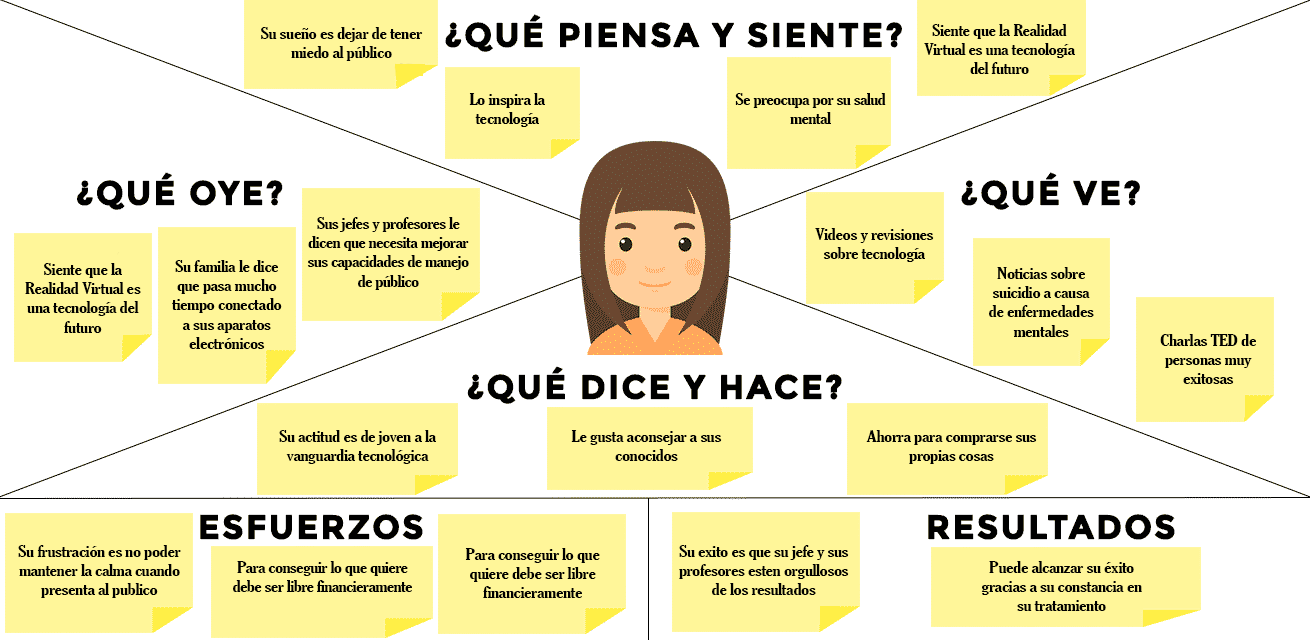 ¿QUÉ PIENSA Y SIENTE?
Su sueño es dejar de tener
miedo al público
Lo inspira la
tecnología
Se preocupa por su salud
mental
Siente que la Realidad
Virtual es una tecnología
del futuro
¿QUÉ OYE?
Siente que la
Realidad Virtual es
una tecnología del
futuro
Su familia le dice
que pasa mucho
tiempo conectado
a sus aparatos
electrónicos
Sus jefes y profesores le
dicen que necesita mejorar
sus capacidades de manejo
de público
¿QUÉ VE?
Videos y revisiones
sobre tecnología
Noticias sobre
suicidio a causa
de enfermedades
mentales
Charlas TED de
personas muy
exitosas
¿QUÉ DICE Y HACE?
Su actitud es de joven a la
vanguardia tecnológica
Le gusta aconsejar a sus
conocidos
Ahorra para comprarse sus
propias cosas
ESFUERZOS
Su frustración es no poder
mantener la calma cuando
presenta al publico
Para conseguir lo que quiere
debe ser libre financieramente
Para conseguir lo que
quiere debe ser libre
financieramente
RESULTADOS
Su exito es que su jefe y sus
profesores esten orgullosos
de los resultados
Puede alcanzar su éxito
gracias a su constancia en
su tratamiento